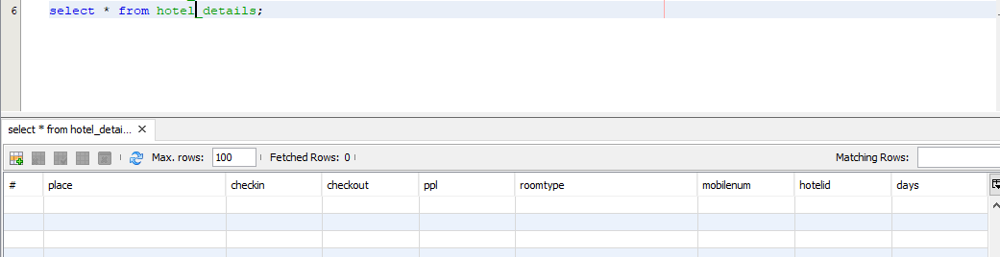 6 select * from hotel_details;
select * from hotel_detai... ×
Max. rows: 100 Fetched Rows: 0 Matching Rows:
# place checkin checkout ppl roomtype mobilenum hotelid days